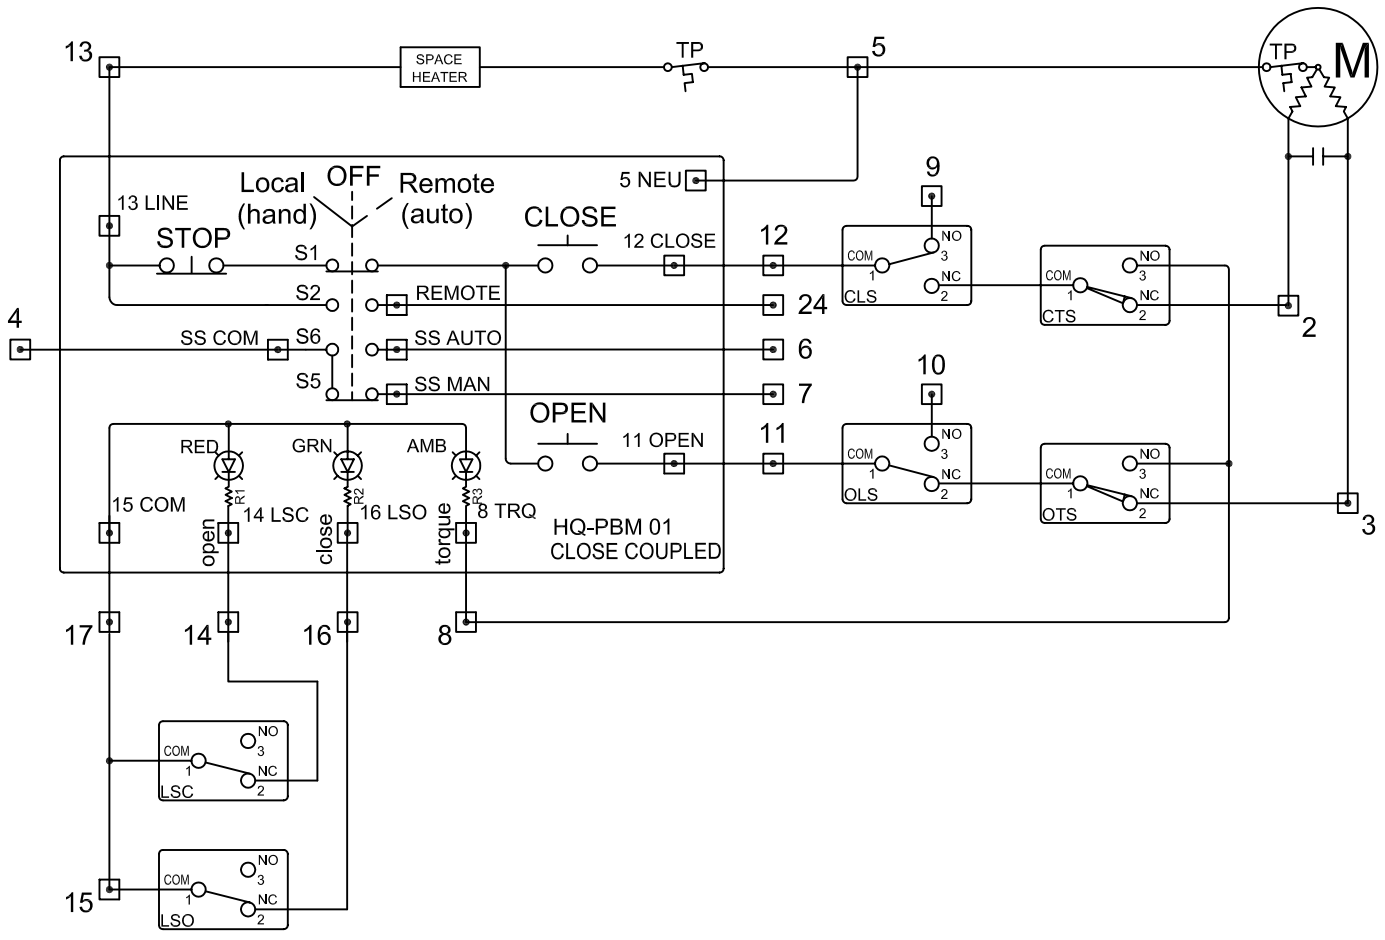 13
SPACE
HEATER
TP
5
TP
M
13 LINE
Local
(hand)
OFF
Remote
(auto)
5 NEU
9
STOP
S1
CLOSE
12 CLOSE
12
COM
1
NO
3
NC
2
CLS
COM
1
NO
3
NC
2
CTS
2
S2
REMOTE
24
4
SS COM
S6
SS AUTO
6
S5
SS MAN
7
10
OPEN
11 OPEN
11
COM
1
NO
3
NC
2
OLS
COM
1
NO
3
NC
2
OTS
3
RED
GRN
AMB
R1
R2
R3
15 COM
14 LSC
16 LSO
8 TRQ
open
close
torque
HQ-PBM 01
CLOSE COUPLED
17
14
16
8
COM
1
NO
3
NC
2
LSC
15
COM
1
NO
3
NC
2
LSO